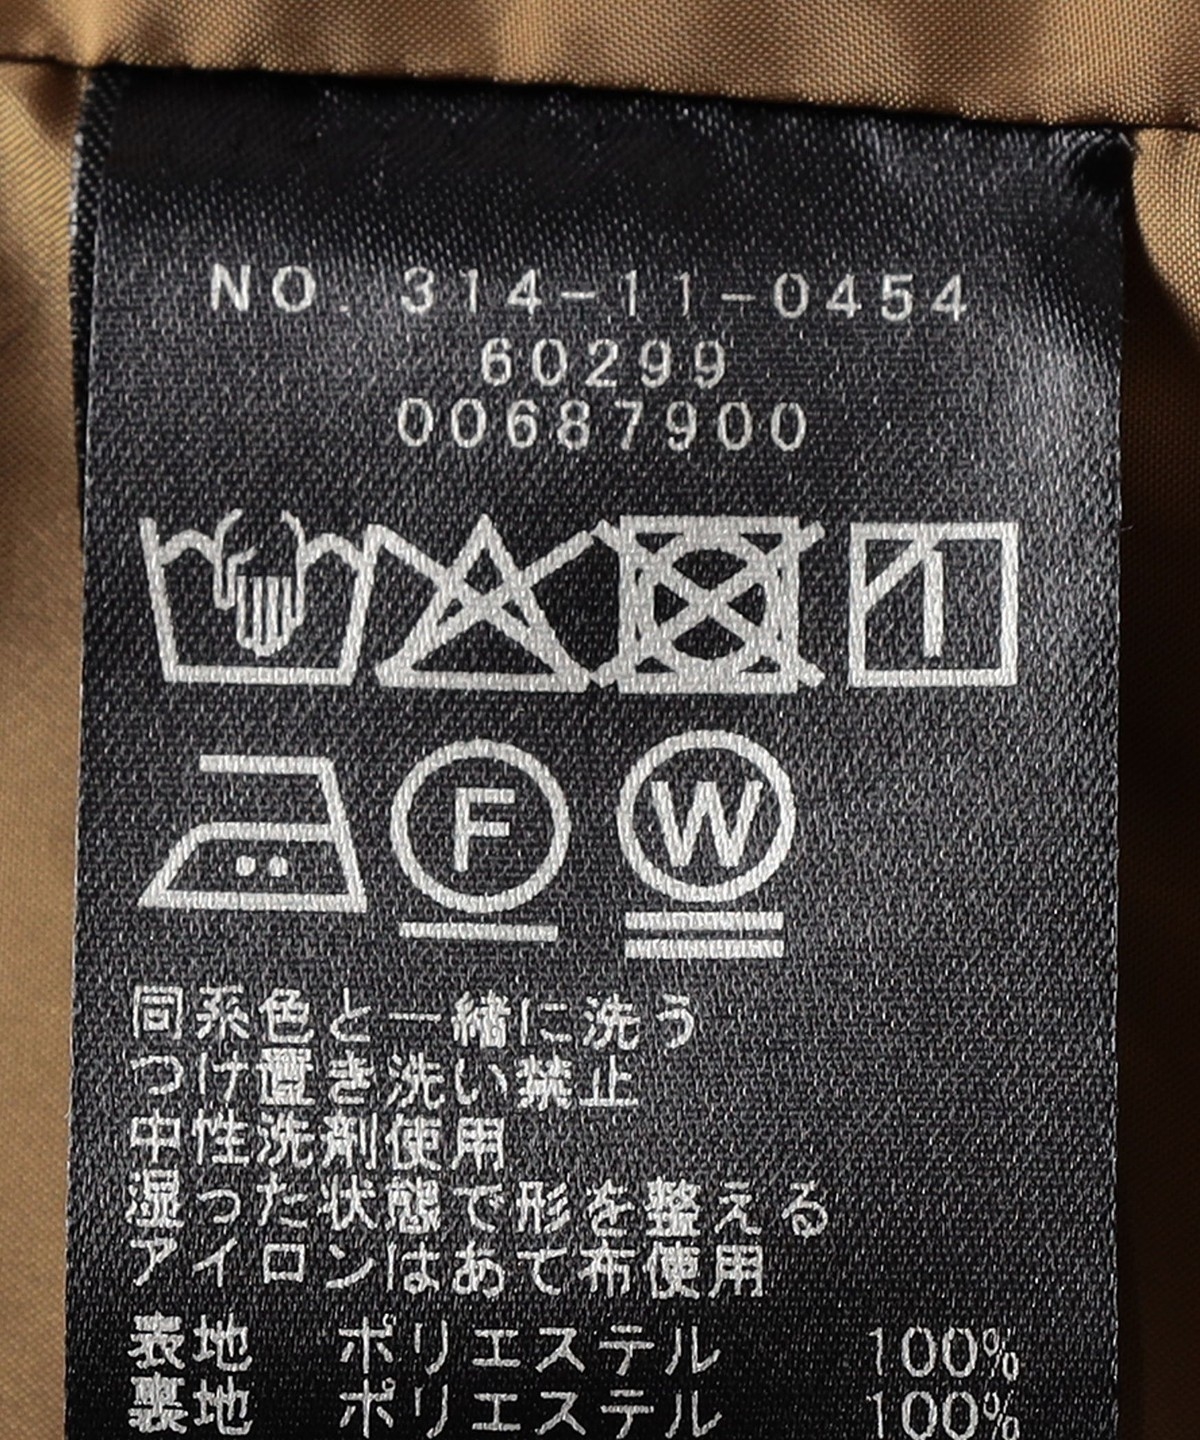 NO. 314-11-0454
60299
00687900
F W
同系色と一緒に洗う
つけ置き洗い禁止
中性洗剤使用
湿った状態で形を整える
アイロンはあて布使用
表地 ポリエステル 100%
裏地 ポリエステル 100%